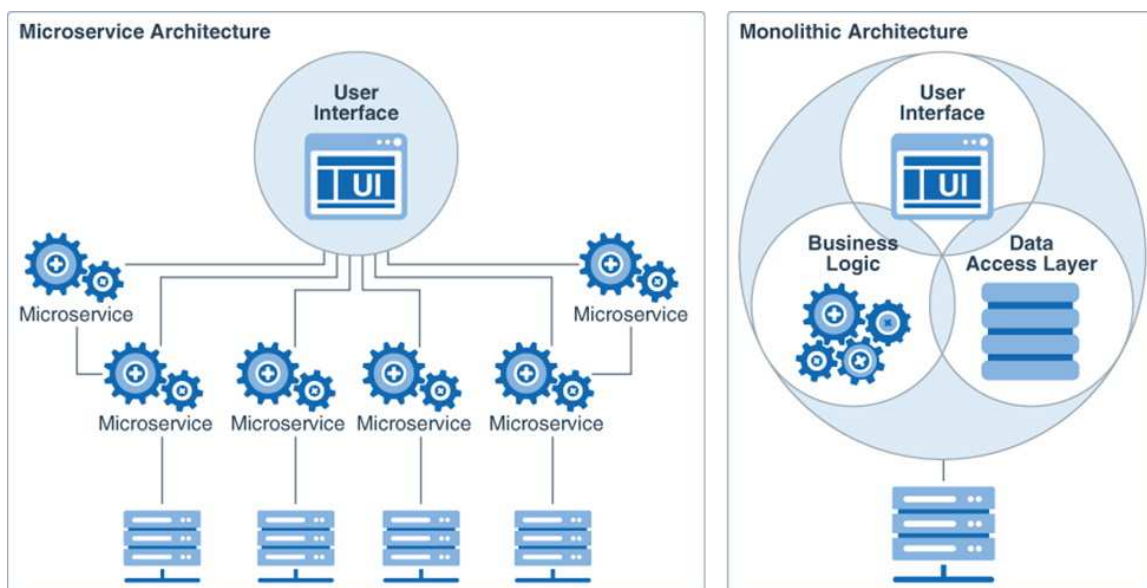 Microservice Architecture
User
Interface
UI
Microservice
Microservice
Microservice
Microservice
Microservice
Microservice
Monolithic Architecture
User
Interface
UI
Business
Logic
Data
Access Layer